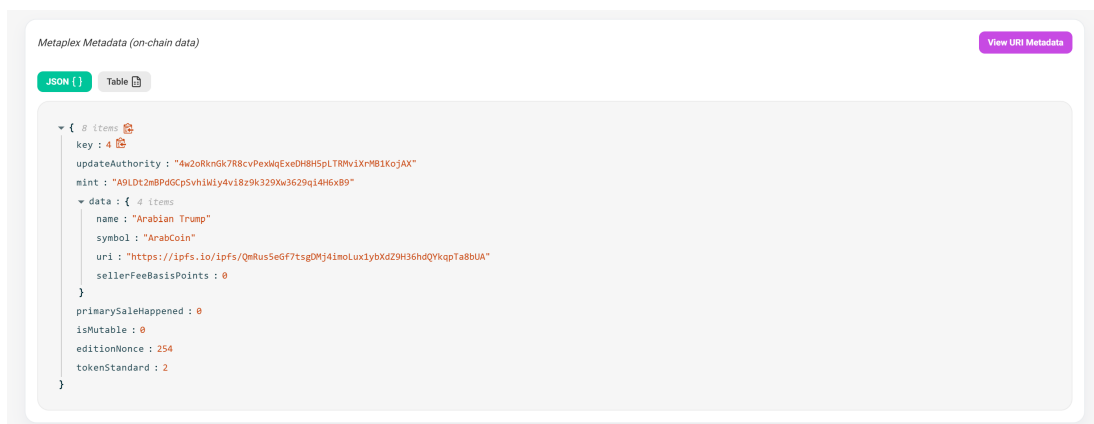 Metaplex Metadata (on-chain data)
View URI Metadata
JSON { }
Table
{ 8 items
key : 4
updateAuthority : "4w2oRknGk7R8cvPexWqExeDH8H5pLTRMviXrMB1KojAX"
mint : "A9LDt2mBPdGCpSvhiWiy4vi8z9k329Xw3629qi4H6xB9"
data : { 4 items
name : "Arabian Trump"
symbol : "ArabCoin"
uri : "https://ipfs.io/ipfs/QmRus5eGf7tsgDMj4imoLux1ybXdZ9H36hdQYkqpTa8bUA"
sellerFeeBasisPoints : 0
}
primarySaleHappened : 0
isMutable : 0
editionNonce : 254
tokenStandard : 2
}